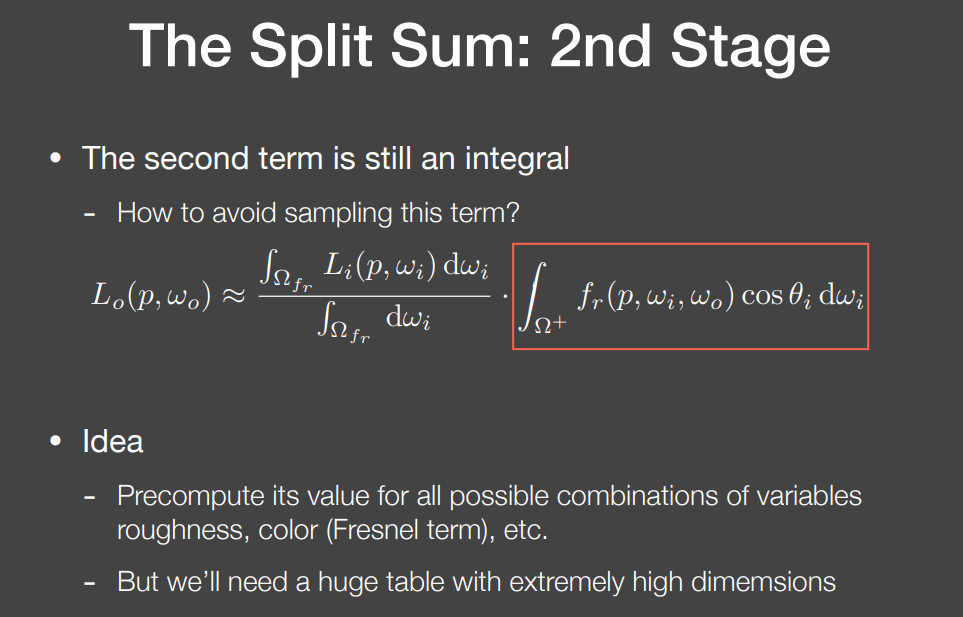 The Split Sum: 2nd Stage
• The second term is still an integral
- How to avoid sampling this term?
$L_o(p, \omega_o) \approx \frac{\int_{\Omega_{f_r}} L_i(p, \omega_i) \, \mathrm{d}\omega_i}{\int_{\Omega_{f_r}} \mathrm{d}\omega_i} \cdot \int_{\Omega^+} f_r(p, \omega_i, \omega_o) \cos\theta_i \, \mathrm{d}\omega_i$
• Idea
- Precompute its value for all possible combinations of variables
roughness, color (Fresnel term), etc.
- But we’ll need a huge table with extremely high dimemsions